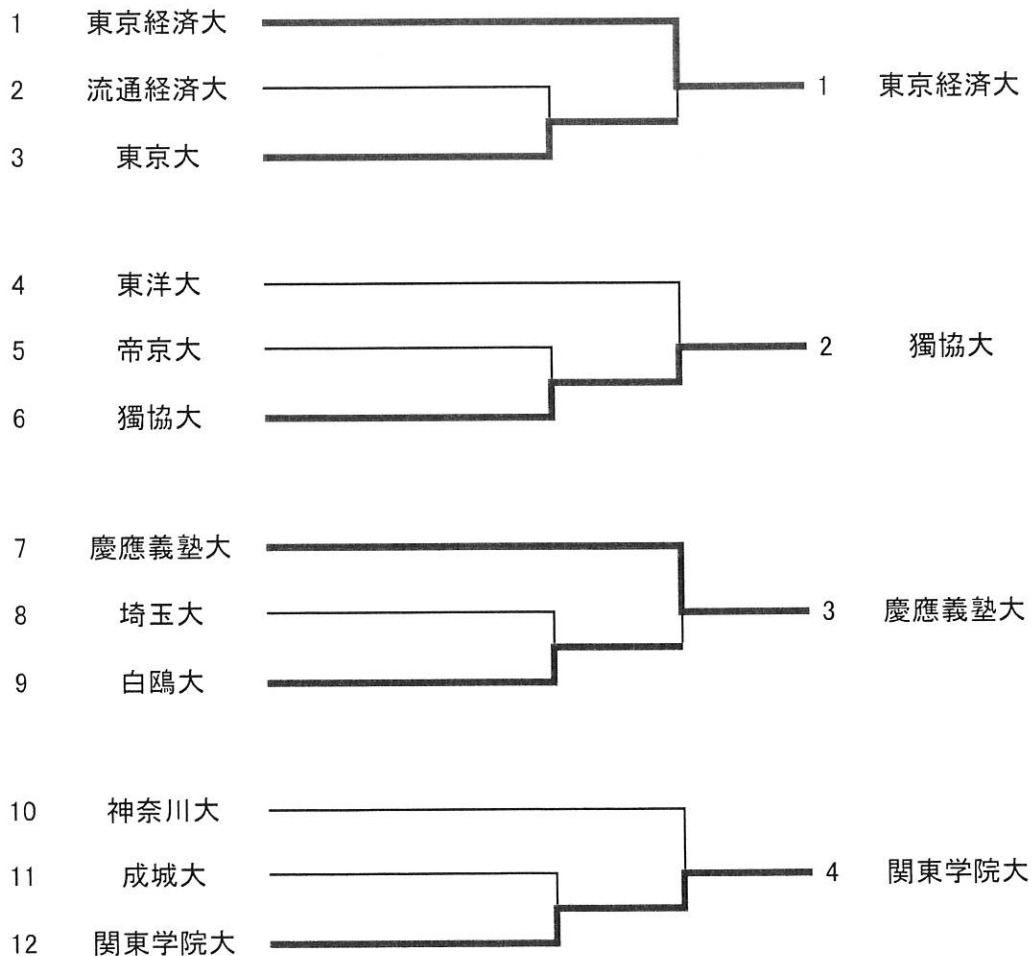 1 東京経済大
2 流通経済大
3 東京大
1 東京経済大
4 東洋大
5 帝京大
6 獨協大
2 獨協大
7 慶應義塾大
8 埼玉大
9 白鴎大
3 慶應義塾大
10 神奈川大
11 成城大
12 関東学院大
4 関東学院大